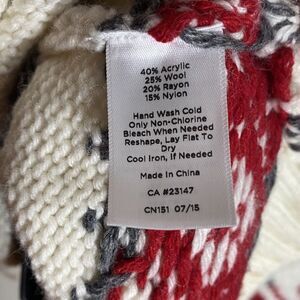 40% Acrylic
25% Wool
20% Rayon
15% Nylon
Hand Wash Cold
Only Non-Chlorine
Bleach When Needed
Reshape, Lay Flat To
Dry
Cool Iron, if Needed
Made In China
CA #23147
CN151 07/15